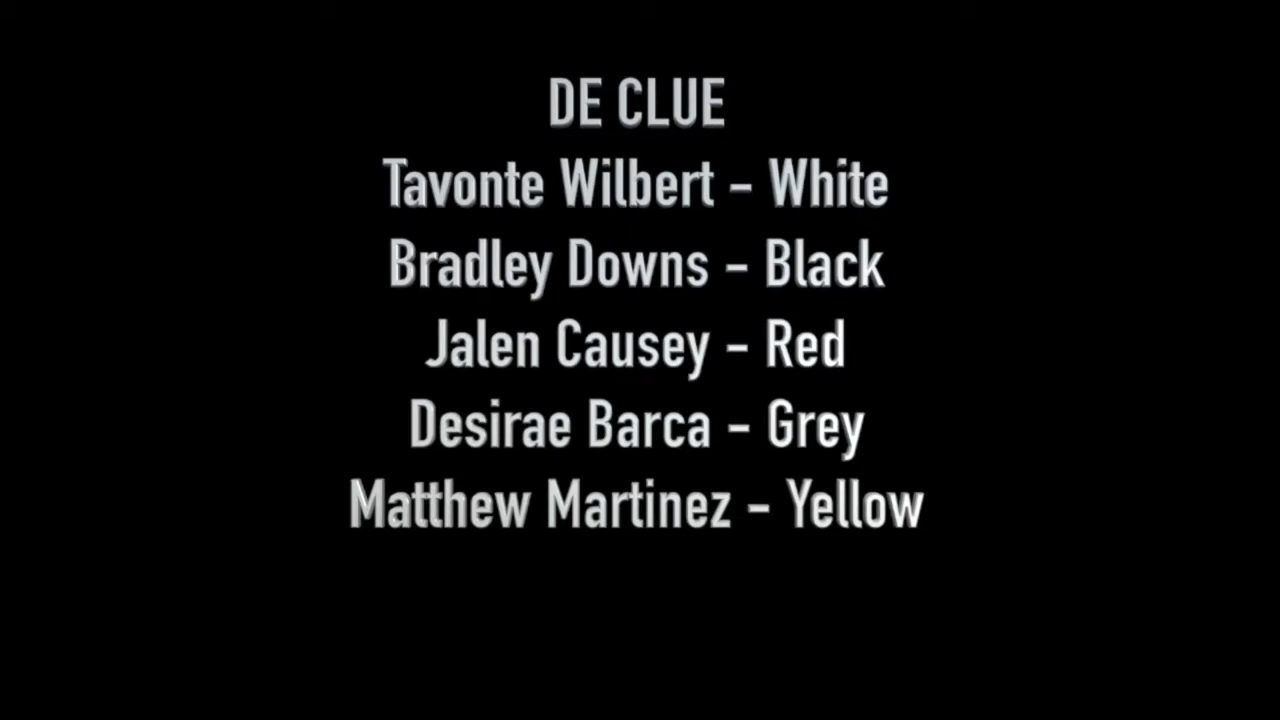 DE CLUE
Tavonte Wilbert - White
Bradley Downs - Black
Jalen Causey - Red
Desirae Barca - Grey
Matthew Martinez - Yellow